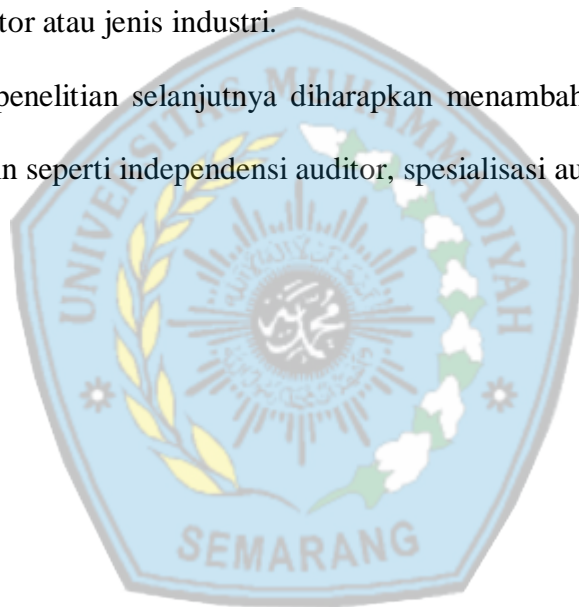 tor atau jenis industri.
penelitian selanjutnya diharapkan menambah
n seperti independensi auditor, spesialisasi au
UNIVERSITAS MUHAMMADIYAH
SEMARANG